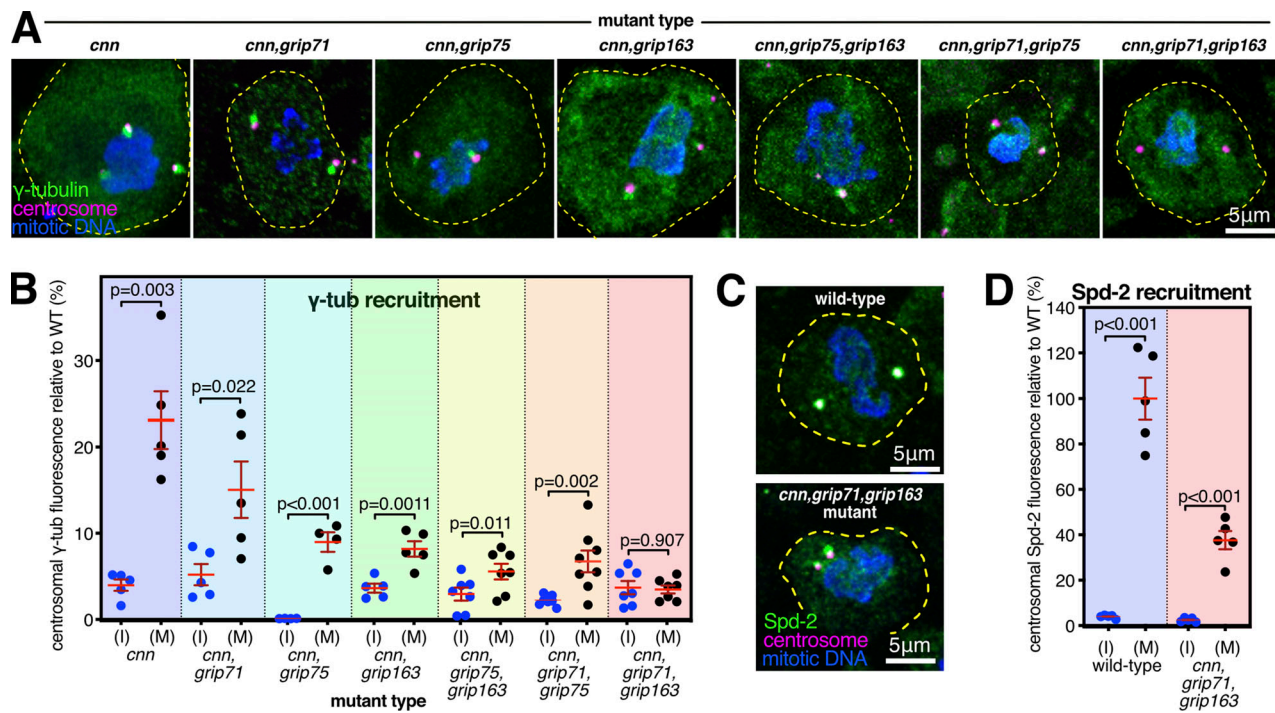 A
mutant type
cnn
cnn,grip71
cnn,grip75
cnn,grip163
cnn,grip75,grip163
cnn,grip71,grip75
cnn,grip71,grip163
γ-tubulin
centrosome
mitotic DNA
5μm
B
γ-tub recruitment
centrosomal γ-tub fluorescence relative to WT (%)
30
20
10
0
p=0.003
p=0.022
p<0.001
p=0.0011
p=0.011
p=0.002
p=0.907
(I) (M) (I) (M) (I) (M) (I) (M) (I) (M) (I) (M) (I) (M)
cnn
cnn,
grip71
cnn,
grip75
cnn,
grip163
cnn,
grip75,
grip163
cnn,
grip71,
grip75
cnn,
grip71,
grip163
mutant type
C
wild-type
5μm
cnn,grip71,grip163
mutant
Spd-2
centrosome
mitotic DNA
5μm
D
Spd-2 recruitment
centrosomal Spd-2 fluorescence relative to WT (%)
140
120
100
80
60
40
20
0
p<0.001
p<0.001
(I) (M) (I) (M)
wild-type
cnn,
grip71,
grip163